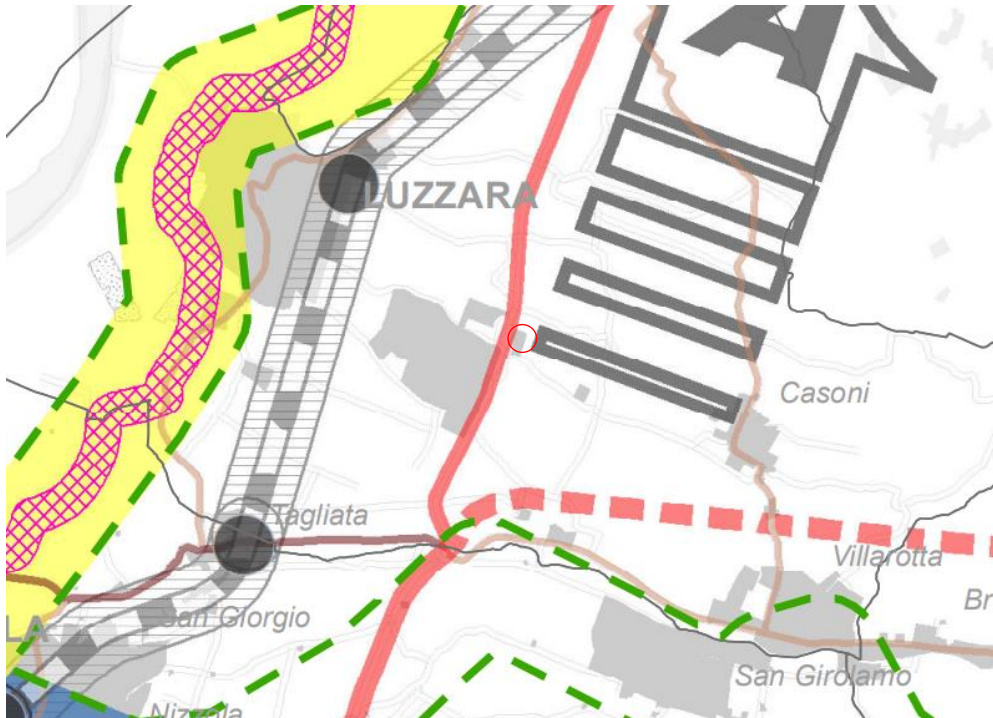 A
LUZZARA
Casoni
Tagliata
Villarotta
San Giorgio
Br
LA
San Girolamo
Nizzola